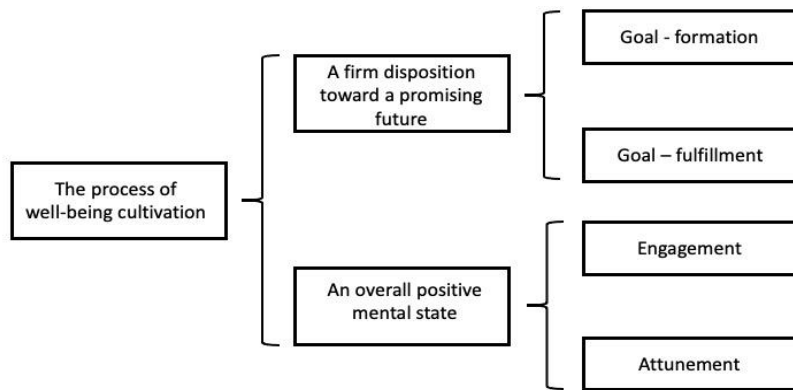 The process of
well-being cultivation
A firm disposition
toward a promising
future
An overall positive
mental state
Goal - formation
Goal – fulfillment
Engagement
Attunement